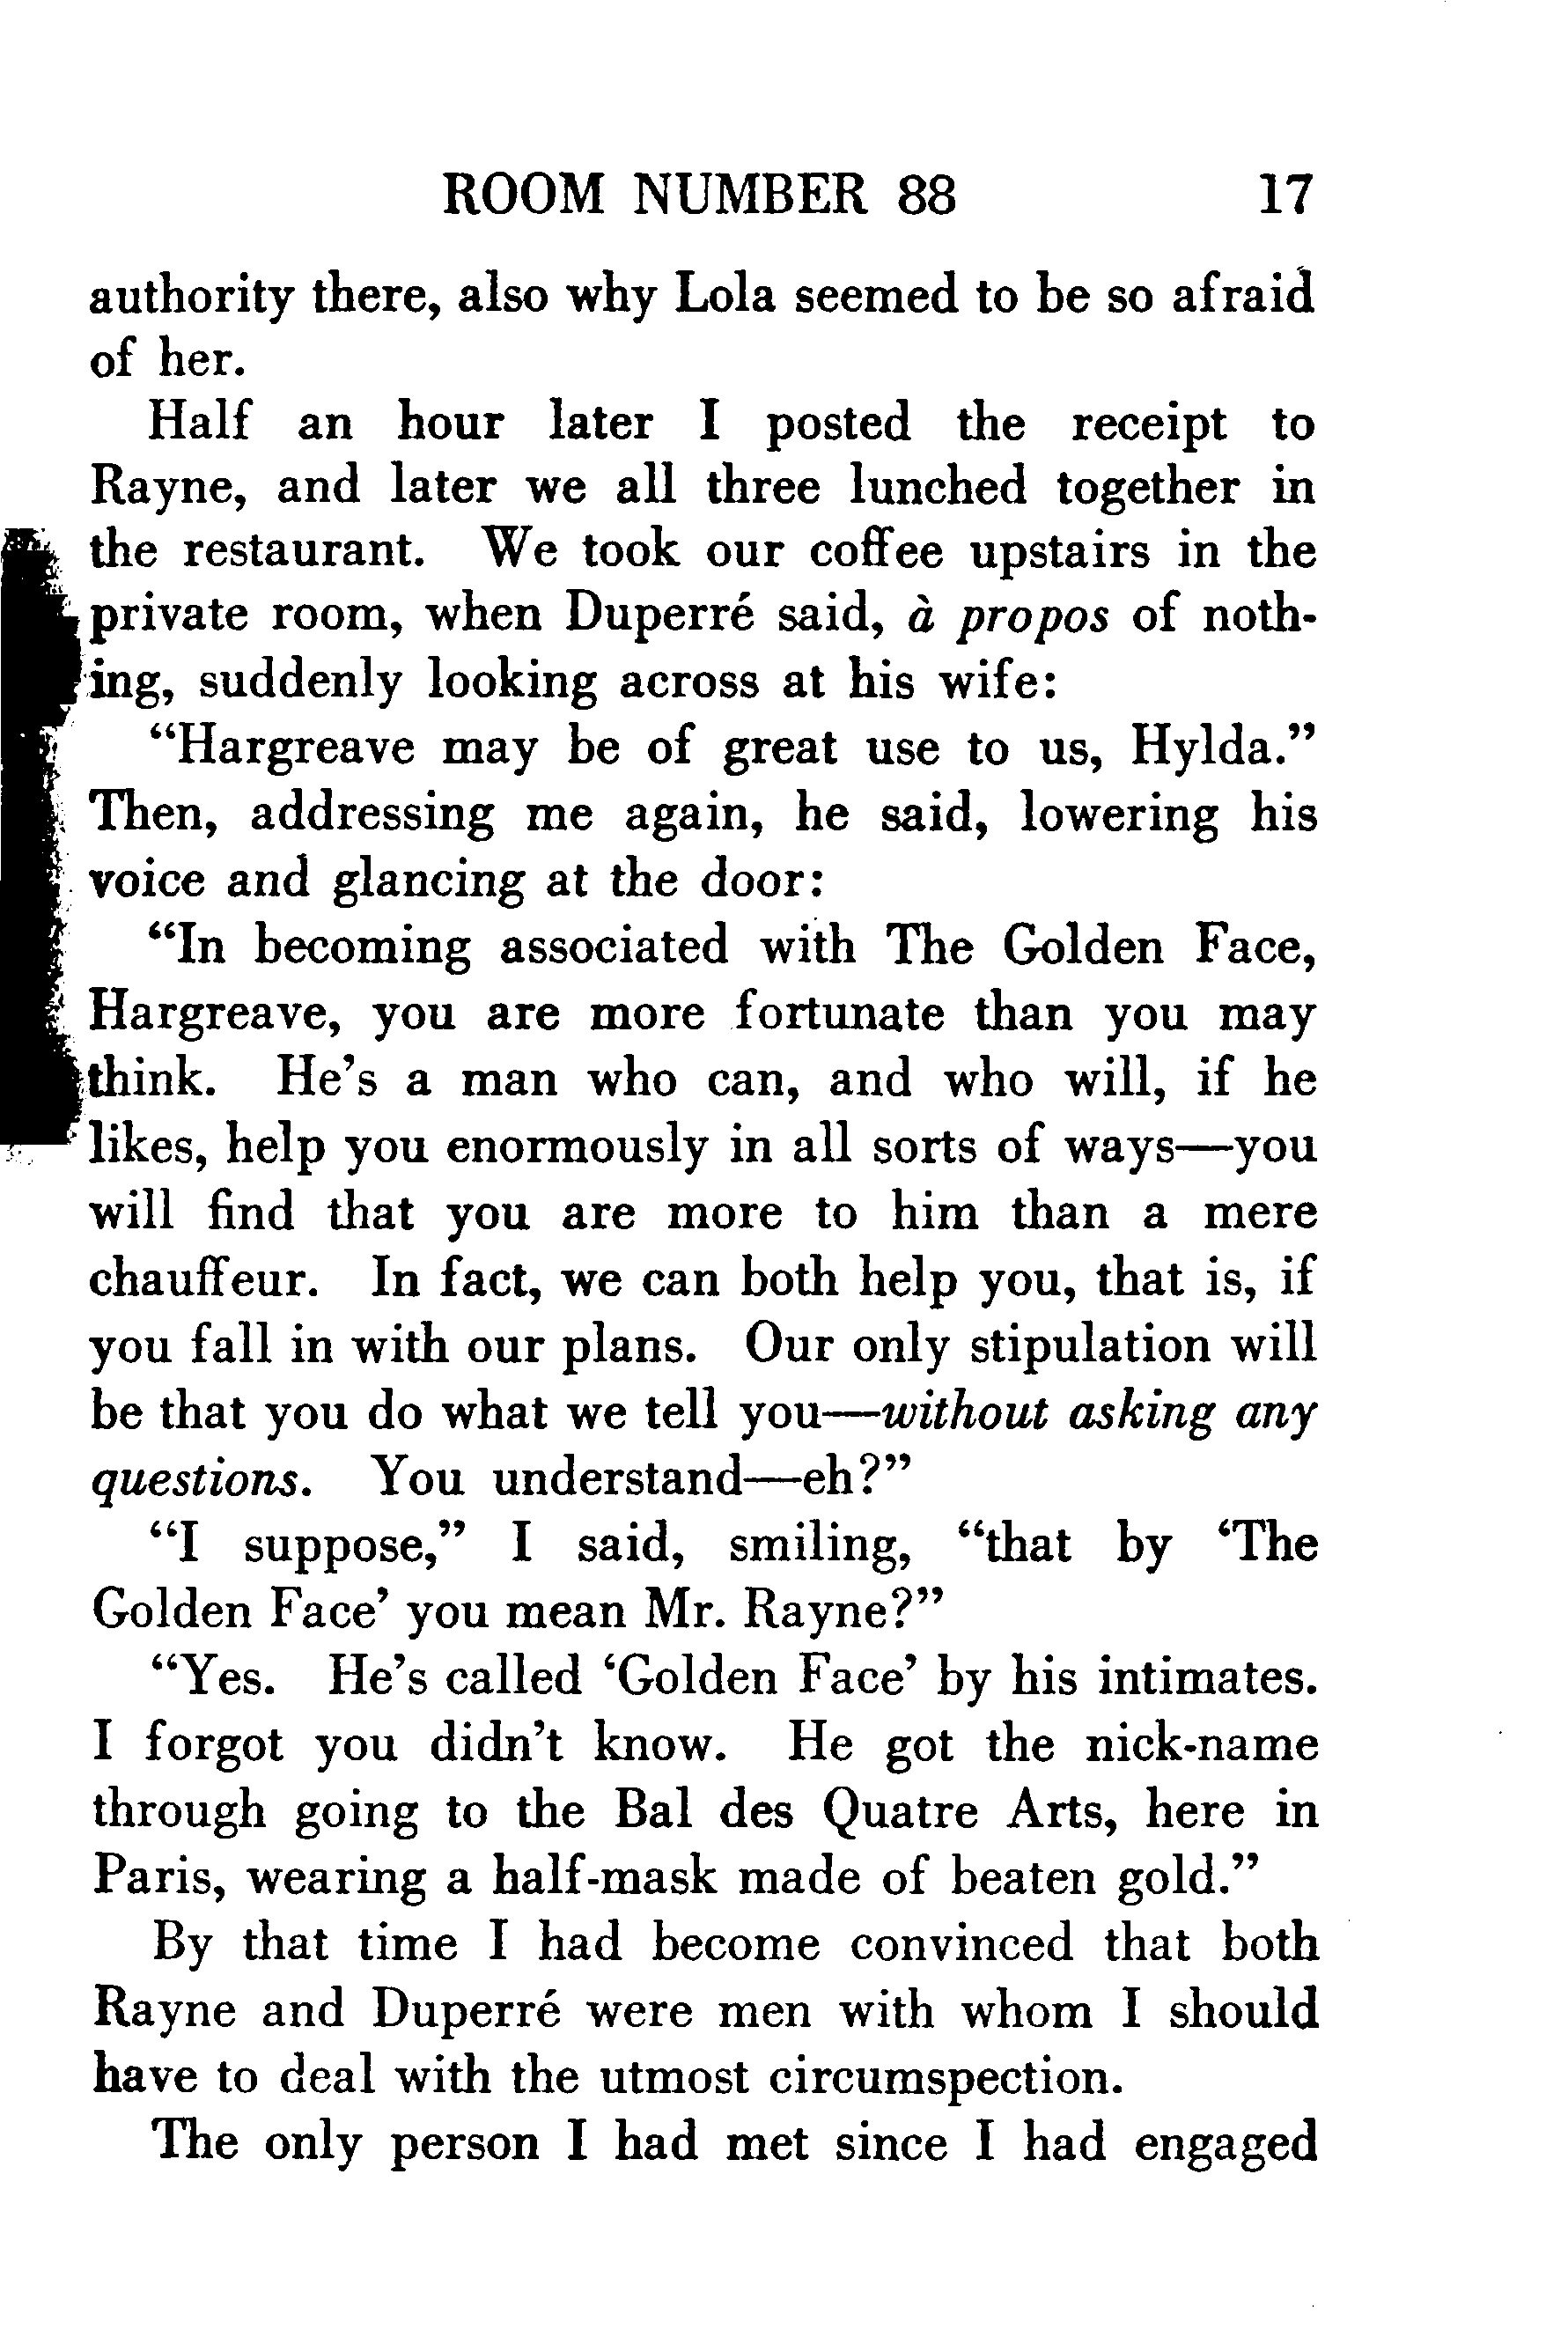 ROOM NUMBER 88 17
authority there, also why Lola seemed to be so afraid
of her.
Half an hour later I posted the receipt to
Rayne, and later we all three lunched together in
the restaurant. We took our coffee upstairs in the
private room, when Duperré said, à propos of noth-
ing, suddenly looking across at his wife:
“Hargreave may be of great use to us, Hylda.”
Then, addressing me again, he said, lowering his
voice and glancing at the door:
“In becoming associated with The Golden Face,
Hargreave, you are more fortunate than you may
think. He’s a man who can, and who will, if he
likes, help you enormously in all sorts of ways—you
will find that you are more to him than a mere
chauffeur. In fact, we can both help you, that is, if
you fall in with our plans. Our only stipulation will
be that you do what we tell you—without asking any
questions. You understand—eh?”
“I suppose,” I said, smiling, “that by ‘The
Golden Face’ you mean Mr. Rayne?”
“Yes. He’s called ‘Golden Face’ by his intimates.
I forgot you didn’t know. He got the nick-name
through going to the Bal des Quatre Arts, here in
Paris, wearing a half-mask made of beaten gold.”
By that time I had become convinced that both
Rayne and Duperré were men with whom I should
have to deal with the utmost circumspection.
The only person I had met since I had engaged